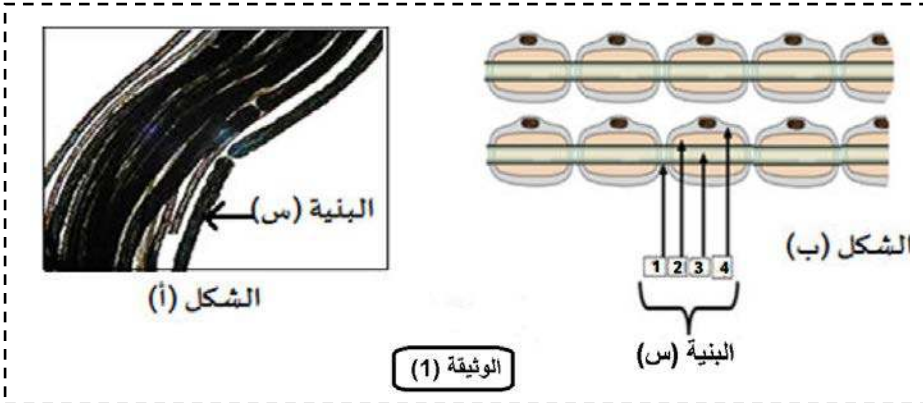 البنية (س)
الشكل (أ)
1 2 3 4
الشكل (ب)
البنية (س)
الوثيقة (1)